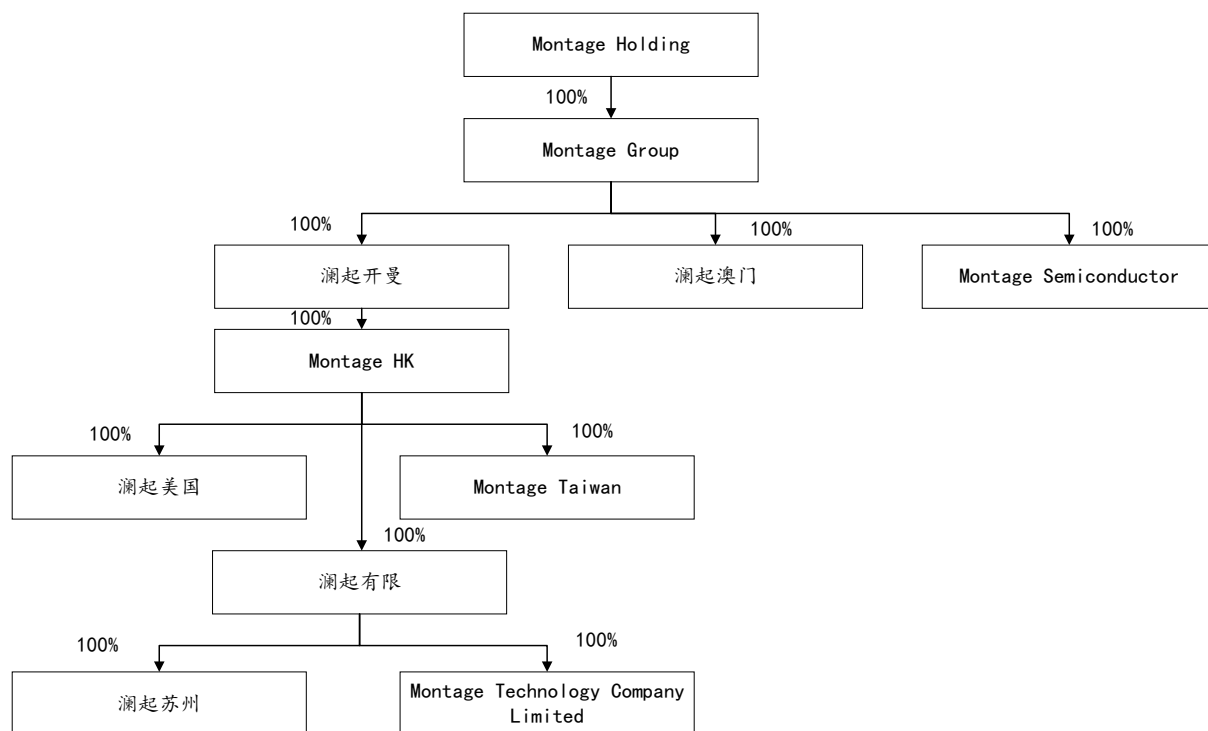 Montage Holding
100%
Montage Group
100%
100%
100%
澜起开曼
澜起澳门
Montage Semiconductor
100%
Montage HK
100%
100%
澜起美国
Montage Taiwan
100%
澜起有限
100%
100%
澜起苏州
Montage Technology Company
Limited